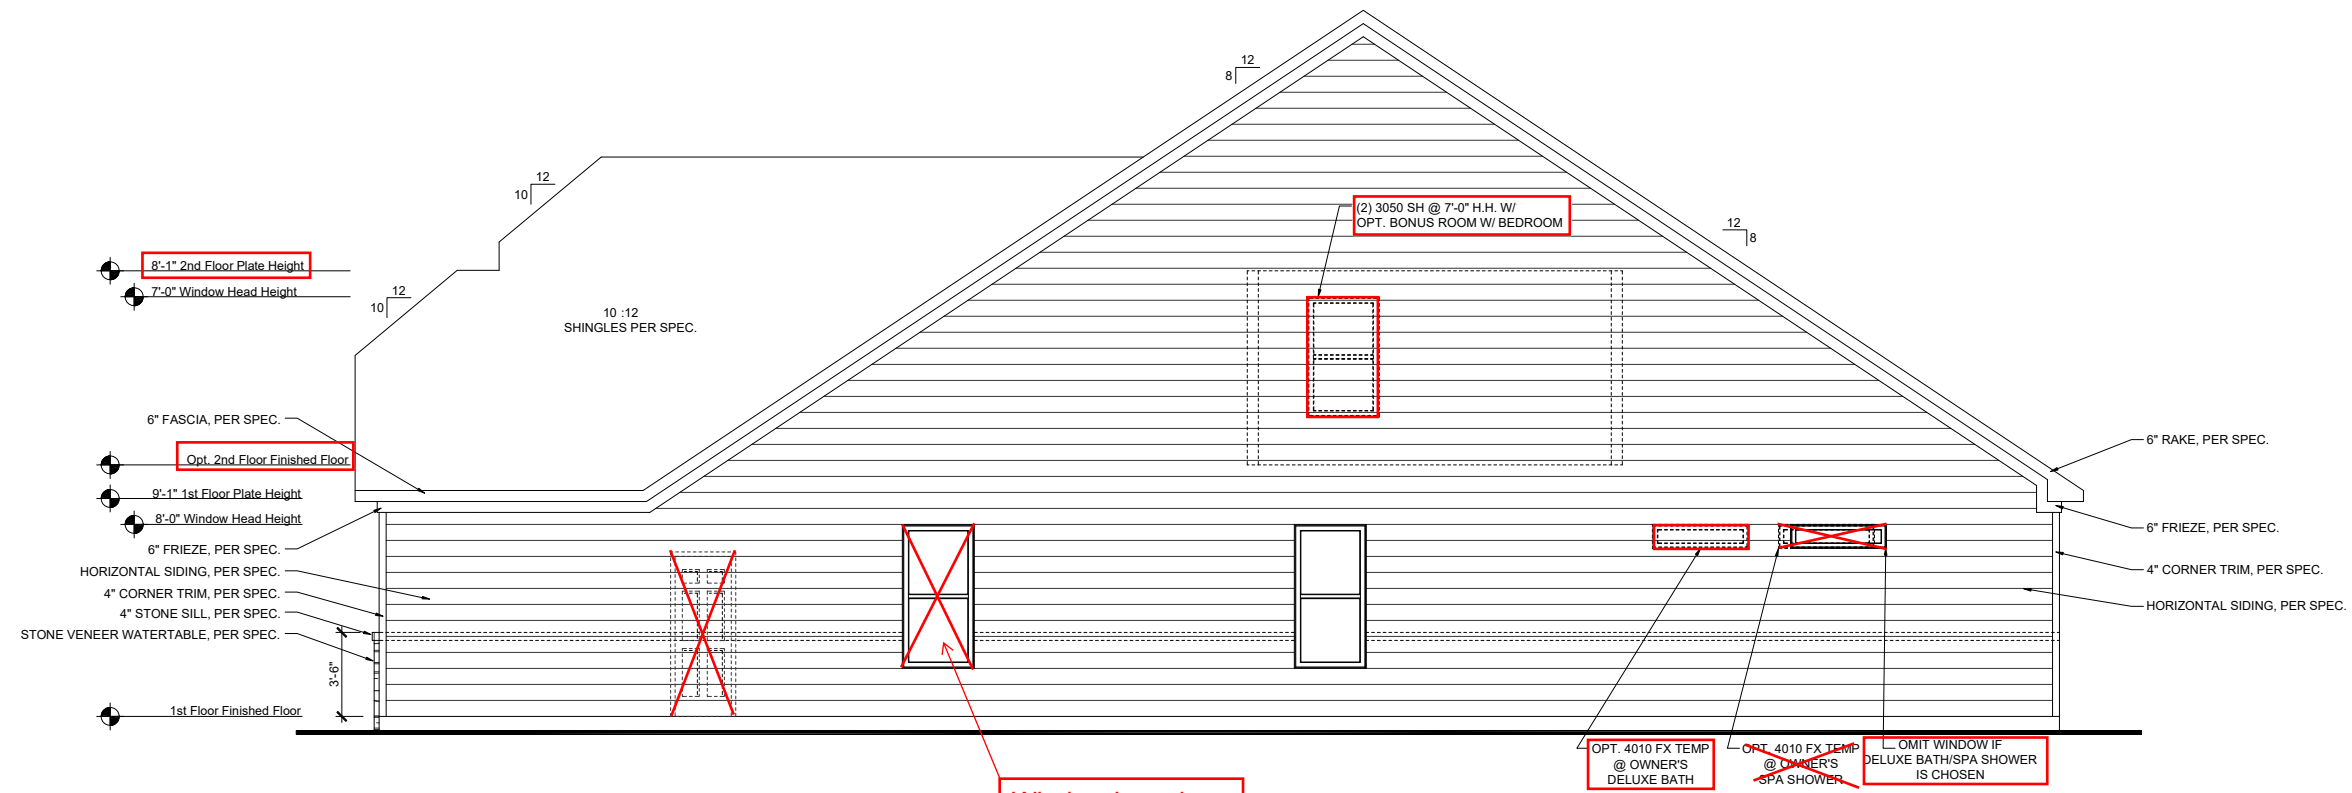 12
8
12
10
(2) 3050 SH @ 7'-0" H.H. W/
OPT. BONUS ROOM W/ BEDROOM
12
8
8'-1" 2nd Floor Plate Height
7'-0" Window Head Height
12
10
10 :12
SHINGLES PER SPEC.
6" FASCIA, PER SPEC.
Opt. 2nd Floor Finished Floor
6" RAKE, PER SPEC.
9'-1" 1st Floor Plate Height
8'-0" Window Head Height
6" FRIEZE, PER SPEC.
6" FRIEZE, PER SPEC.
HORIZONTAL SIDING, PER SPEC.
4" CORNER TRIM, PER SPEC.
4" CORNER TRIM, PER SPEC.
HORIZONTAL SIDING, PER SPEC.
4" STONE SILL, PER SPEC.
STONE VENEER WATERTABLE, PER SPEC.
3'-6"
1st Floor Finished Floor
OPT. 4010 FX TEMP
@ OWNER'S
DELUXE BATH
OPT. 4010 FX TEMP
@ OWNER'S
SPA SHOWER
OMIT WINDOW IF
DELUXE BATH/SPA SHOWER
IS CHOSEN